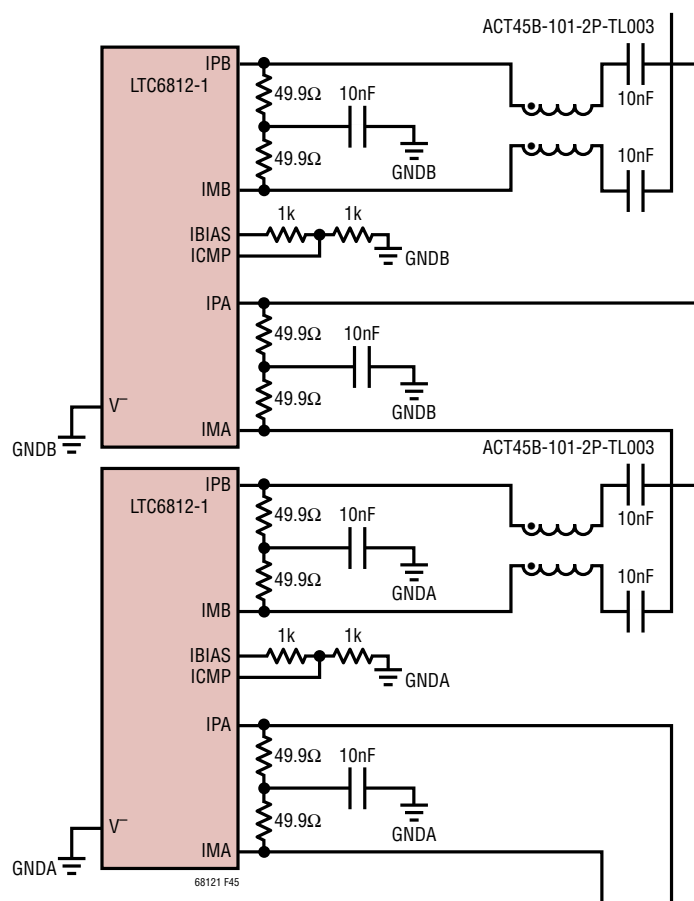 ACT45B-101-2P-TL003
IPB
LTC6812-1
49.9Ω
10nF
10nF
GNDB
49.9Ω
10nF
IMB
1k
1k
IBIAS
ICMP
GNDB
IPA
49.9Ω
10nF
49.9Ω
GNDB
V–
IMA
GNDB
ACT45B-101-2P-TL003
IPB
LTC6812-1
49.9Ω
10nF
10nF
GNDA
49.9Ω
10nF
IMB
1k
1k
IBIAS
ICMP
GNDA
IPA
49.9Ω
10nF
49.9Ω
GNDA
V–
IMA
GNDA
68121 F45